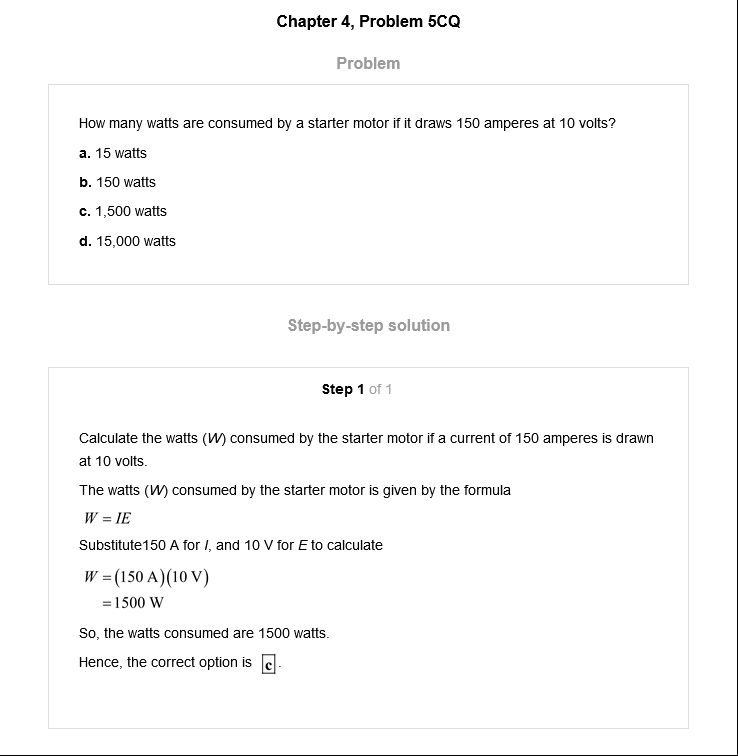 Chapter 4, Problem 5CQ
Problem
How many watts are consumed by a starter motor if it draws 150 amperes at 10 volts?
a. 15 watts
b. 150 watts
c. 1,500 watts
d. 15,000 watts
Step-by-step solution
Step 1 of 1
Calculate the watts (W) consumed by the starter motor if a current of 150 amperes is drawn
at 10 volts.
The watts (W) consumed by the starter motor is given by the formula
W = IE
Substitute150 A for I, and 10 V for E to calculate
W = (150 A)(10 V)
= 1500 W
So, the watts consumed are 1500 watts.
Hence, the correct option is c.